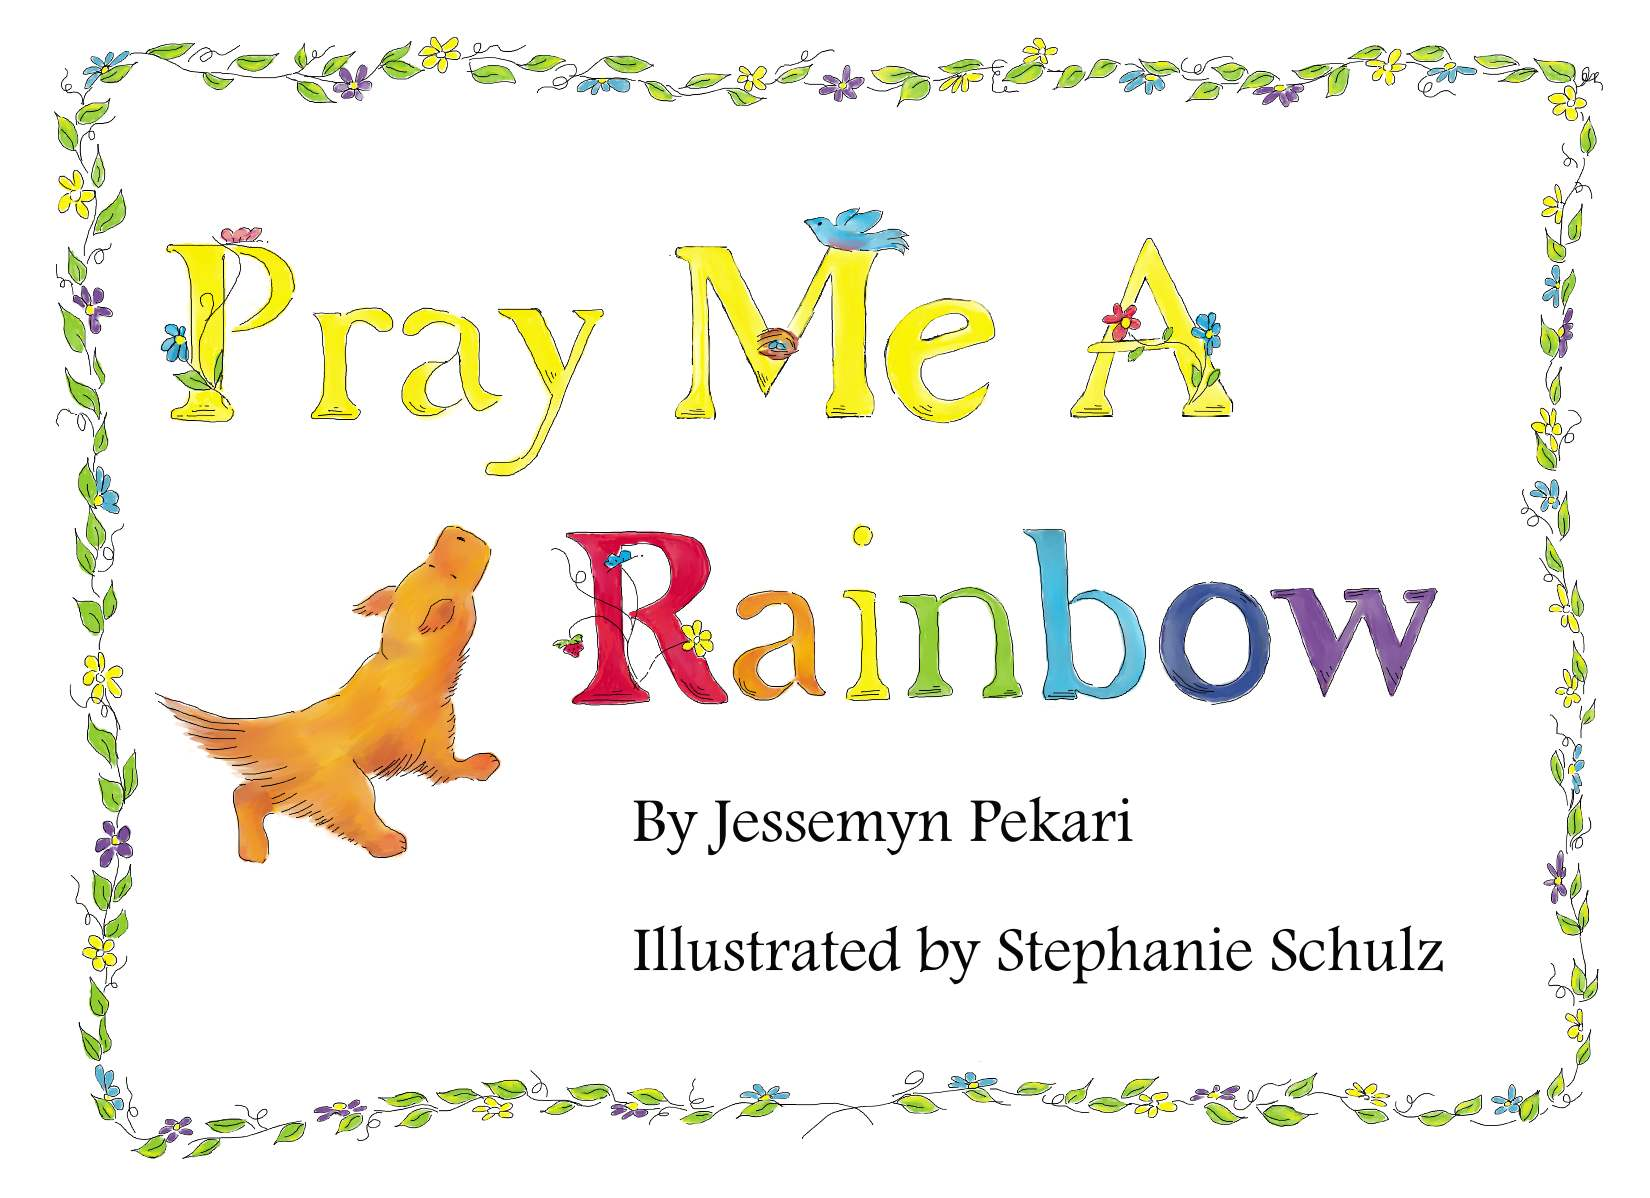 Pray Me A
Rainbow
By Jessemyn Pekari
Illustrated by Stephanie Schulz